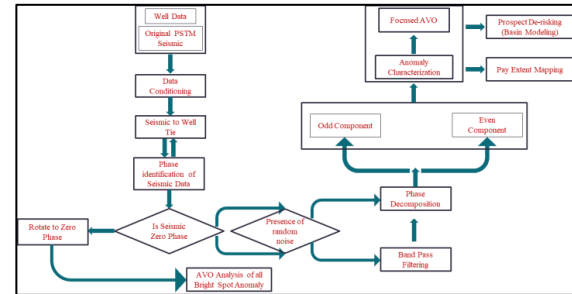 Well Data
Original PSTM
Seismic
Data
Conditioning
Seismic to Well
Tie
Phase
identification of
Seismic Data
Is Seismic
Zero Phase
Rotate to Zero
Phase
AVO Analysis of all
Bright Spot Anomaly
Presence of
random
noise
Band Pass
Filtering
Phase
Decomposition
Odd Component
Even
Component
Anomaly
Characterization
Focused AVO
Prospect De-risking
(Basin Modeling)
Pay Extent Mapping